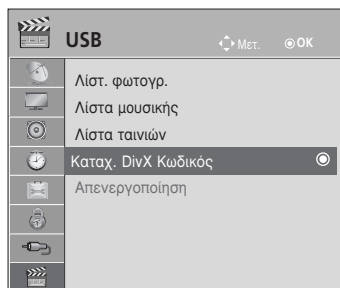 USB Μετ. OK
Λίστ. φωτογρ.
Λίστα μουσικής
Λίστα ταινιών
Καταχ. DivX Κωδικός
Απενεργοποίηση